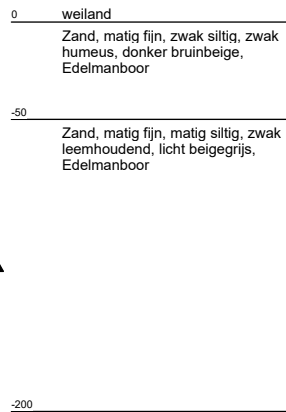 0 weiland
Zand, matig fijn, zwak siltig, zwak
humeus, donker bruinbeige,
Edelmanboor
-50
Zand, matig fijn, matig siltig, zwak
leemhoudend, licht beigegrijs,
Edelmanboor
-200